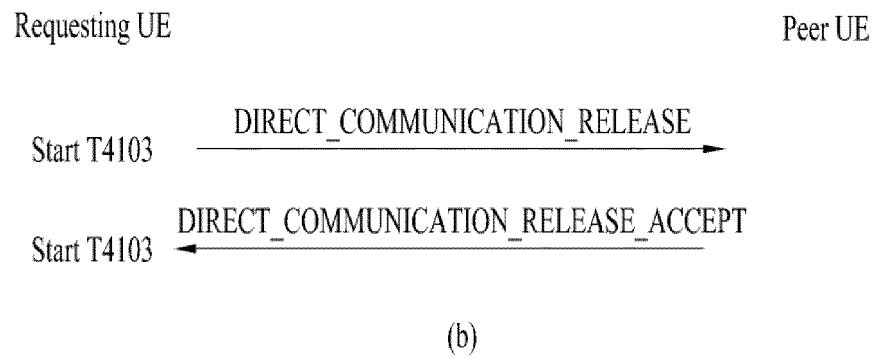 Requesting UE Peer UE
DIRECT_COMMUNICATION_RELEASE
Start T4103
DIRECT_COMMUNICATION_RELEASE_ACCEPT
Start T4103
(b)